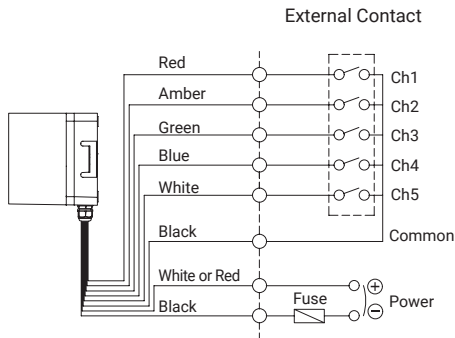 External Contact
Red
Ch1
Amber
Ch2
Green
Ch3
Blue
Ch4
White
Ch5
Black
Common
White or Red
Fuse
+
Power
Black
−